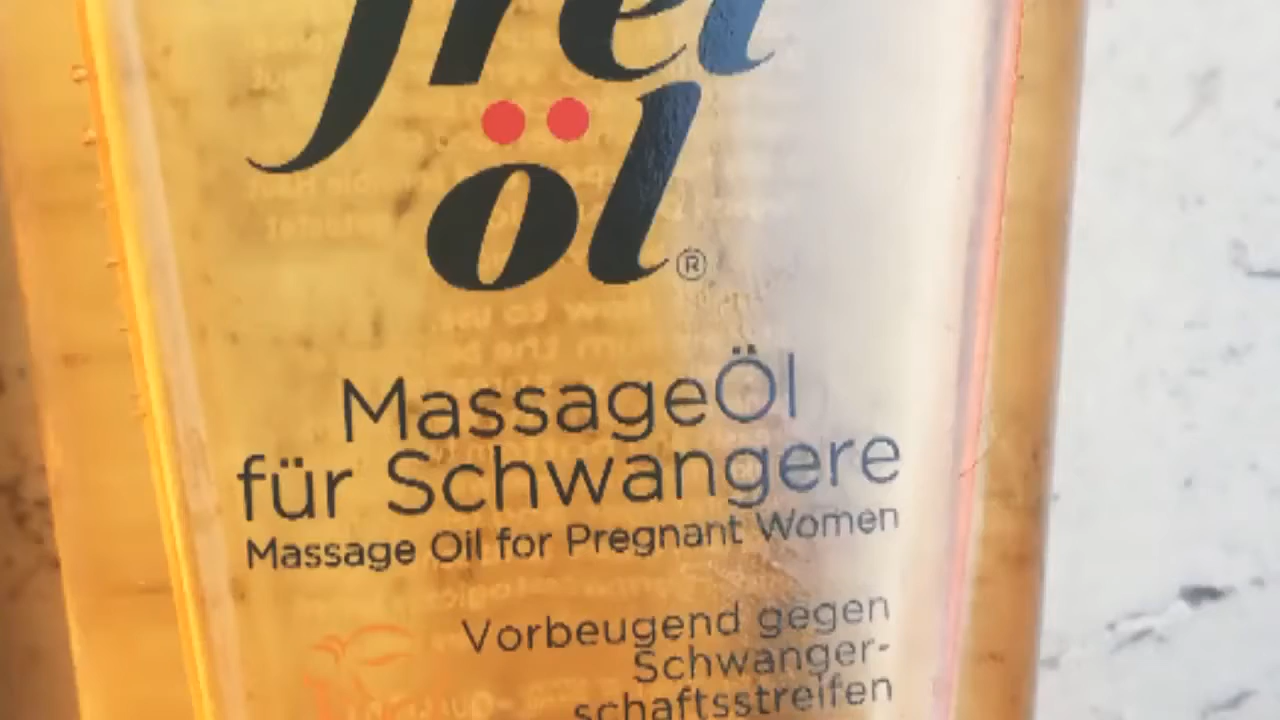 frei
öl®
MassageÖl
für Schwangere
Massage Oil for Pregnant Women
Vorbeugend gegen
Schwanger-
schaftsstreifen